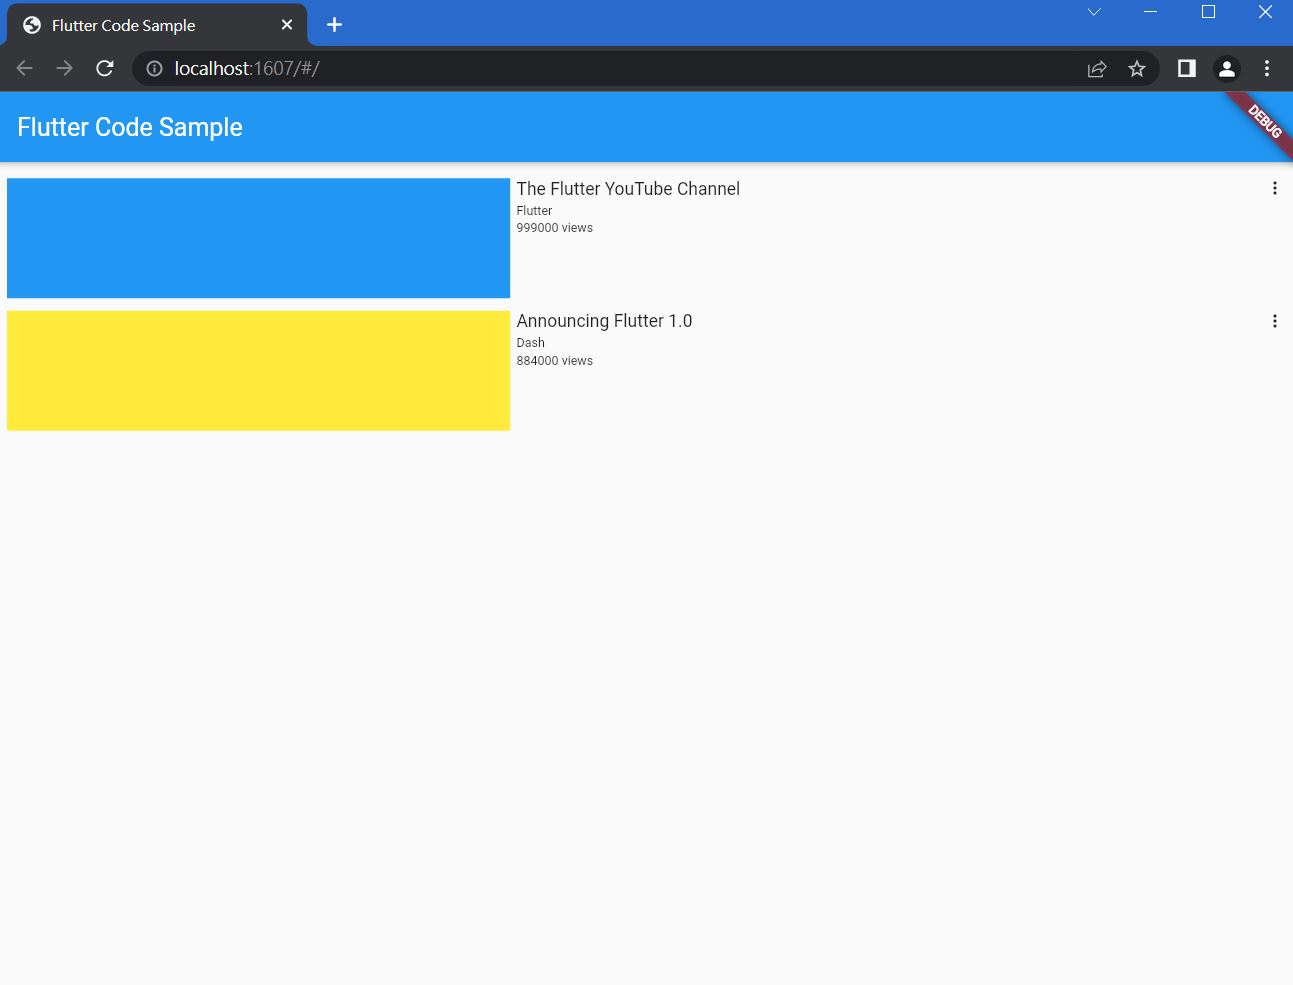 Flutter Code Sample
localhost:1607/#/
Flutter Code Sample
DEBUG
The Flutter YouTube Channel
Flutter
999000 views
Announcing Flutter 1.0
Dash
884000 views